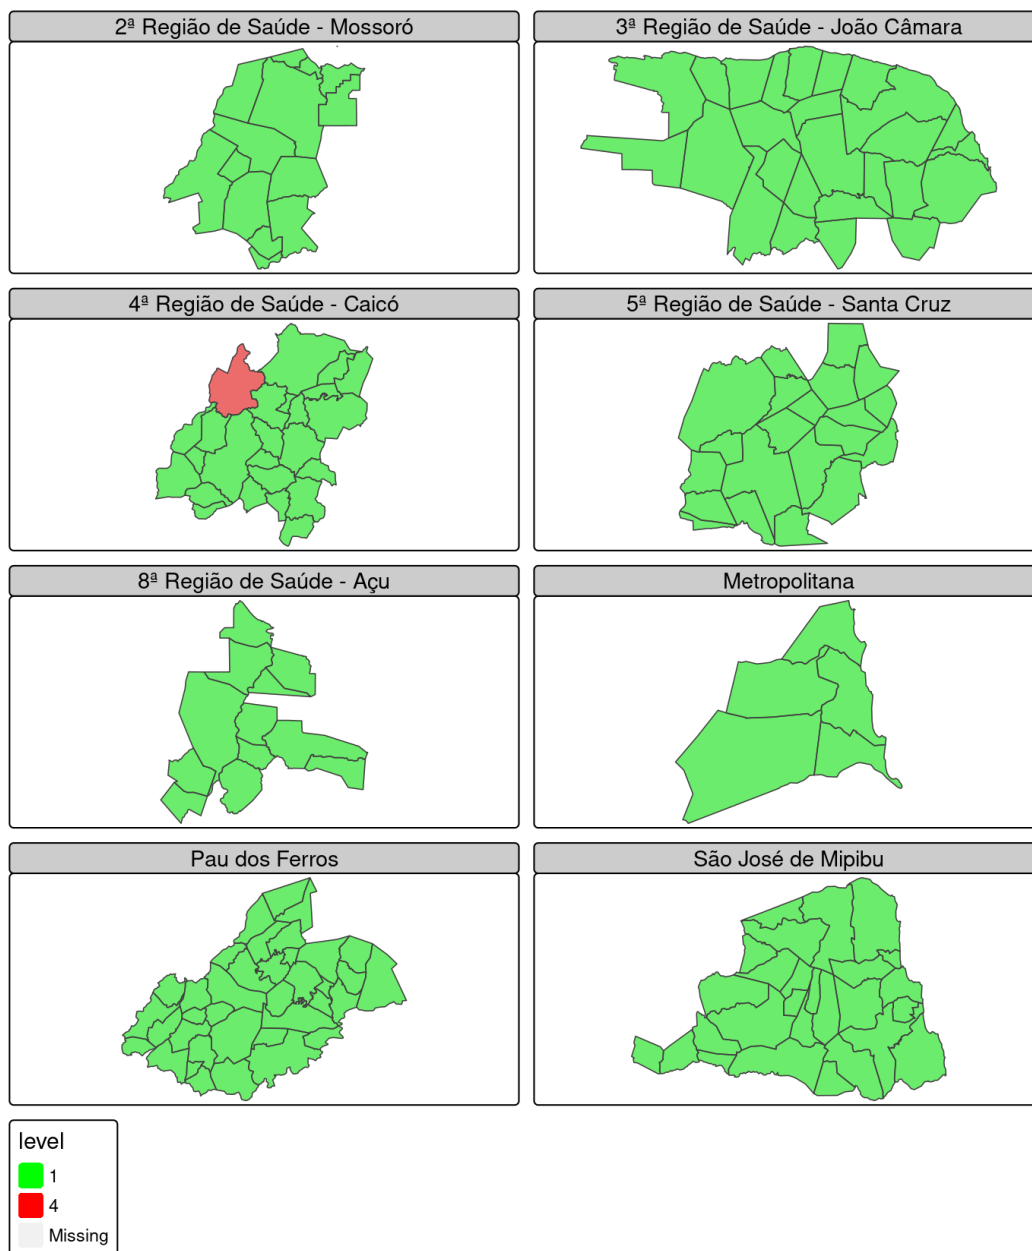 2ª Região de Saúde - Mossoró
3ª Região de Saúde - João Câmara
4ª Região de Saúde - Caicó
5ª Região de Saúde - Santa Cruz
8ª Região de Saúde - Açu
Metropolitana
Pau dos Ferros
São José de Mipibu
level
1
4
Missing